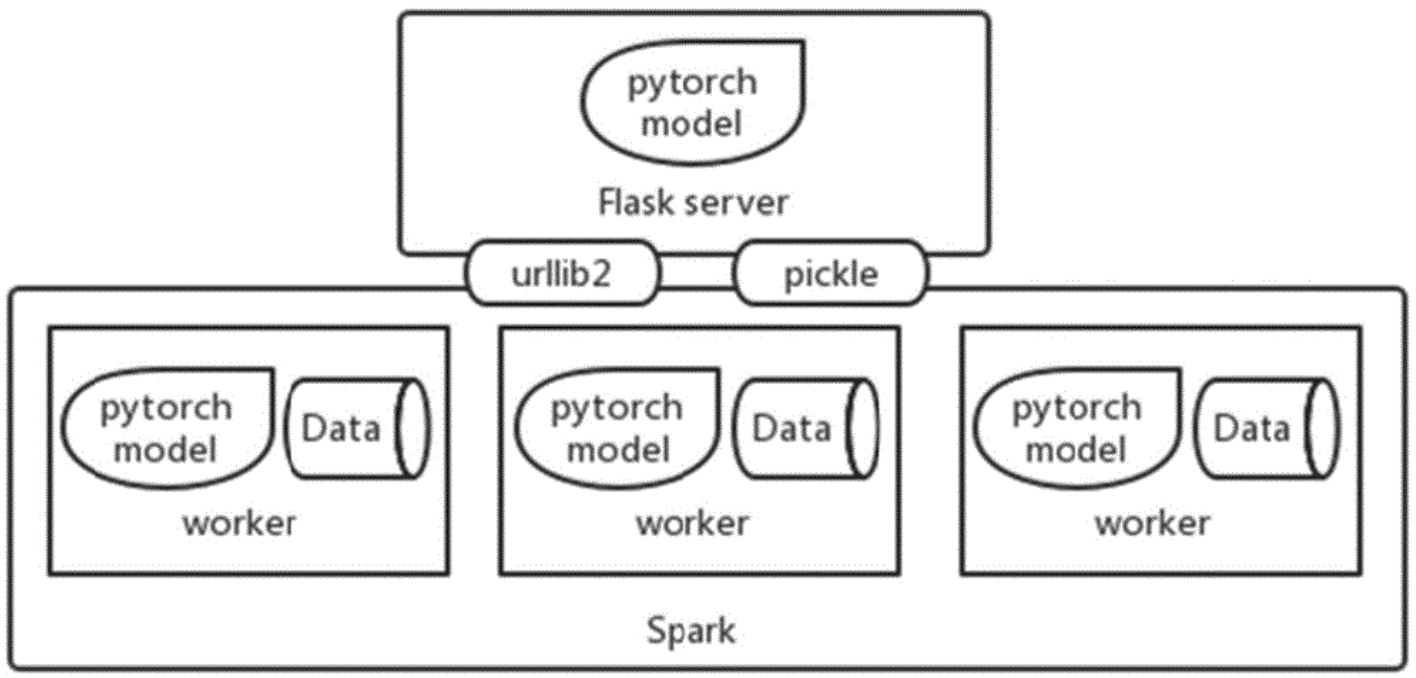 pytorch
model
Flask server
urllib2
pickle
pytorch
model
Data
worker
pytorch
model
Data
worker
pytorch
model
Data
worker
Spark